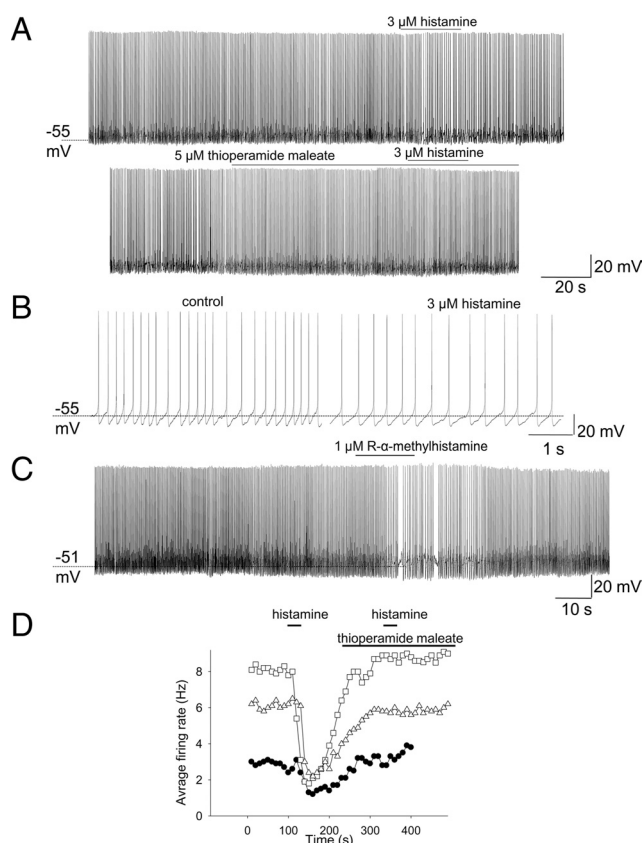 A
3 µM histamine
-55
mV
5 µM thioperamide maleate
3 µM histamine
20 mV
20 s
B
control
3 µM histamine
-55
mV
20 mV
1 s
C
1 µM R-α-methylhistamine
-51
mV
20 mV
10 s
D
histamine
histamine
thioperamide maleate
8
6
4
2
0
Avrage firing rate (Hz)
0 100 200 300 400
Time (s)